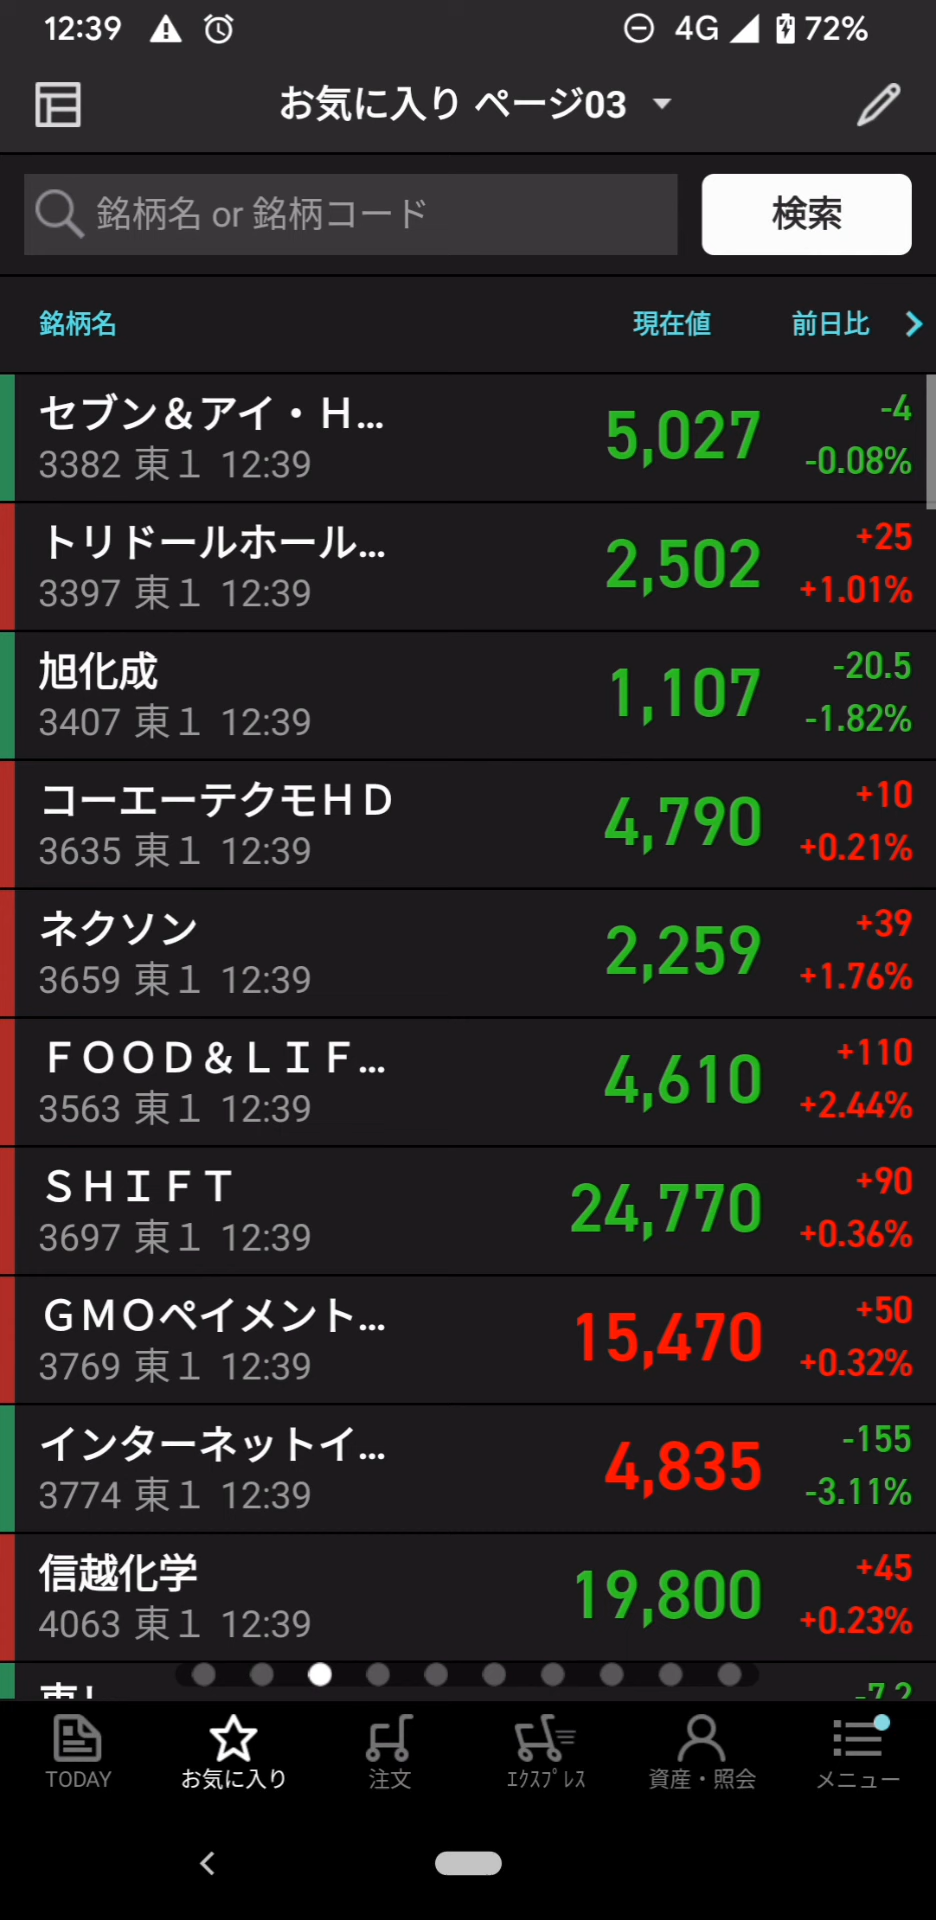 12:39 4G 72%
お気に入り ページ03
銘柄名 or 銘柄コード 検索
銘柄名 現在値 前日比
セブン＆アイ・Ｈ... 5,027 -4
3382 東１ 12:39 -0.08%
トリドールホール... 2,502 +25
3397 東１ 12:39 +1.01%
旭化成 1,107 -20.5
3407 東１ 12:39 -1.82%
コーエーテクモＨＤ 4,790 +10
3635 東１ 12:39 +0.21%
ネクソン 2,259 +39
3659 東１ 12:39 +1.76%
ＦＯＯＤ＆ＬＩＦ... 4,610 +110
3563 東１ 12:39 +2.44%
ＳＨＩＦＴ 24,770 +90
3697 東１ 12:39 +0.36%
ＧＭＯペイメント... 15,470 +50
3769 東１ 12:39 +0.32%
インターネットイ... 4,835 -155
3774 東１ 12:39 -3.11%
信越化学 19,800 +45
4063 東１ 12:39 +0.23%
-7.2
TODAY お気に入り 注文 ｴｸｽﾌﾟﾚｽ 資産・照会 メニュー